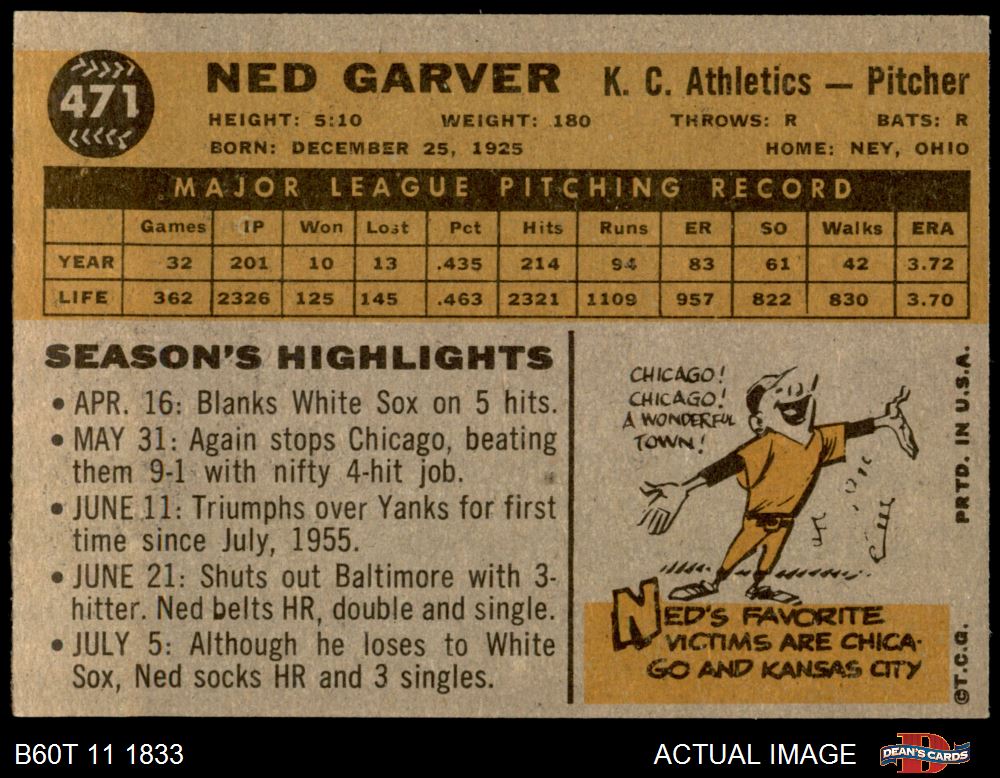 471
NED GARVER K. C. Athletics — Pitcher
HEIGHT: 5:10 WEIGHT: 180 THROWS: R BATS: R
BORN: DECEMBER 25, 1925 HOME: NEY, OHIO
MAJOR LEAGUE PITCHING RECORD
Games IP Won Lost Pct Hits Runs ER SO Walks ERA
YEAR 32 201 10 13 .435 214 94 83 61 42 3.72
LIFE 362 2326 125 145 .463 2321 1109 957 822 830 3.70
SEASON'S HIGHLIGHTS
• APR. 16: Blanks White Sox on 5 hits.
• MAY 31: Again stops Chicago, beating
them 9-1 with nifty 4-hit job.
• JUNE 11: Triumphs over Yanks for first
time since July, 1955.
• JUNE 21: Shuts out Baltimore with 3-
hitter. Ned belts HR, double and single.
• JULY 5: Although he loses to White
Sox, Ned socks HR and 3 singles.
CHICAGO!
CHICAGO!
A WONDERFUL
TOWN!
NED'S FAVORITE
VICTIMS ARE CHICA-
GO AND KANSAS CITY
©T.C.G. PRTD. IN U.S.A.
B60T 11 1833 ACTUAL IMAGE DEAN'S CARDS